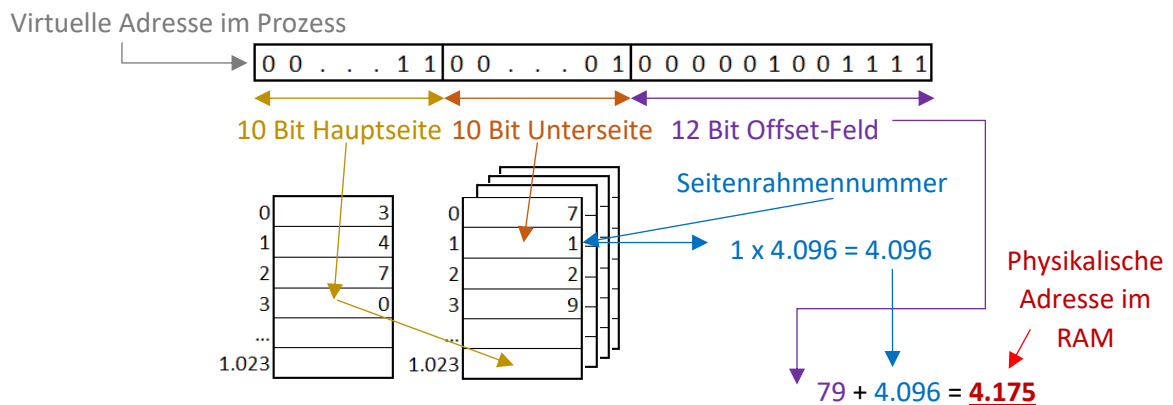 Virtuelle Adresse im Prozess
0 0 . . . 1 1 0 0 . . . 0 1 0 0 0 0 0 1 0 0 1 1 1 1
10 Bit Hauptseite 10 Bit Unterseite 12 Bit Offset-Feld
Seitenrahmennummer
0 3
1 4
2 7
3 0
...
1.023
0 7
1 1
2 2
3 9
...
1.023
1 x 4.096 = 4.096
Physikalische
Adresse im
RAM
79 + 4.096 = 4.175